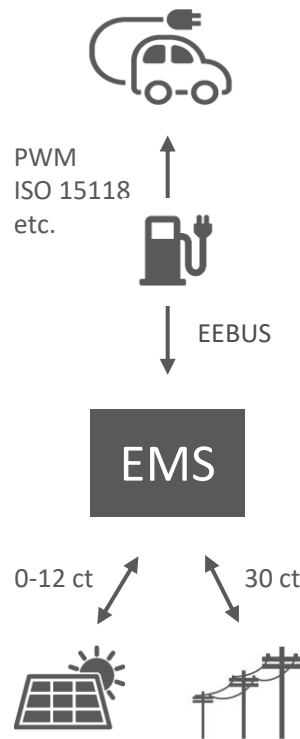 PWM
ISO 15118
etc.
EEBUS
EMS
0-12 ct
30 ct